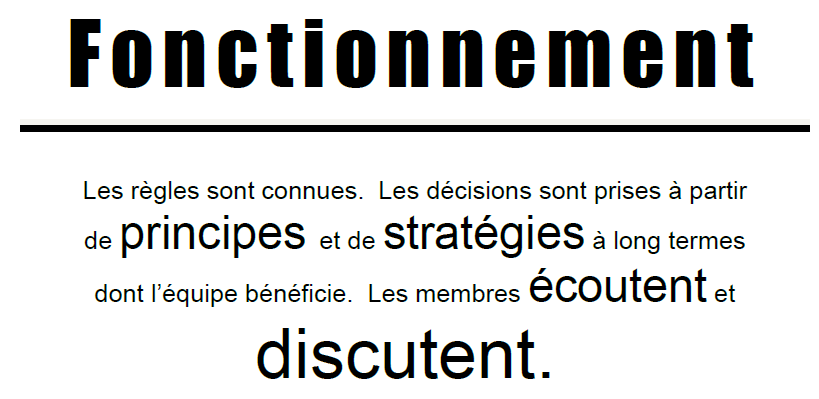 Fonctionnement
Les règles sont connues.  Les décisions sont prises à partir
de principes et de stratégies à long termes
dont l’équipe bénéficie.  Les membres écoutent et
discutent.